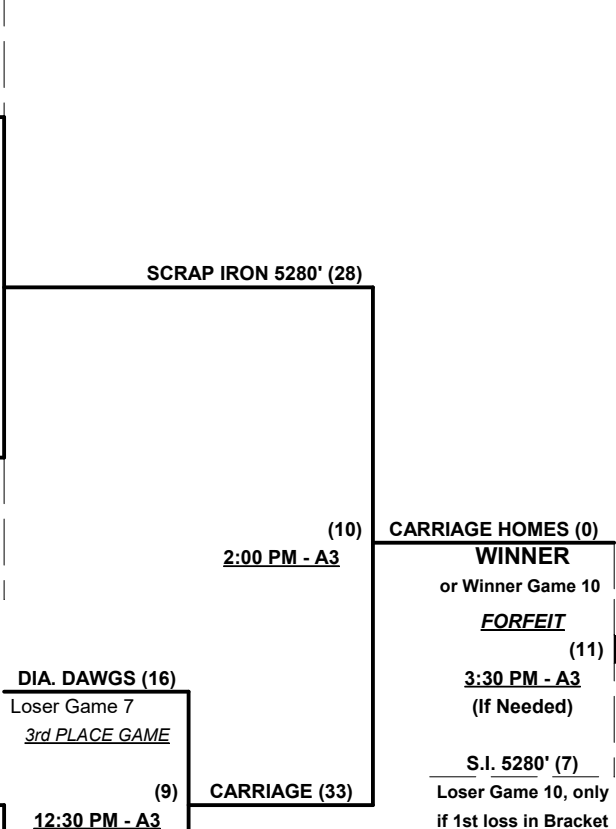 SCRAP IRON 5280' (28)
(10)
2:00 PM - A3
CARRIAGE HOMES (0)
WINNER
or Winner Game 10
FORFEIT
(11)
3:30 PM - A3
(If Needed)
S.I. 5280' (7)
Loser Game 10, only
if 1st loss in Bracket
DIA. DAWGS (16)
Loser Game 7
3rd PLACE GAME
(9)
12:30 PM - A3
CARRIAGE (33)